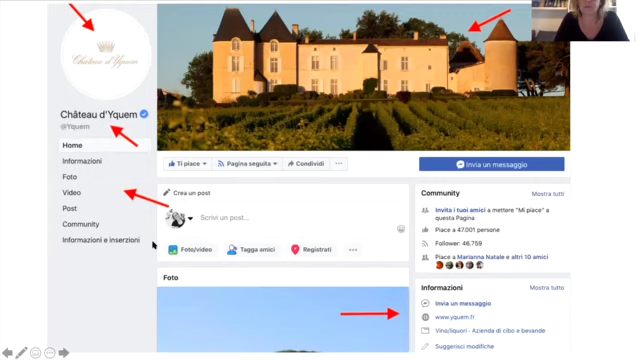 Chateau d'Yquem
Château d'Yquem
@Yquem
Home
Informazioni
Foto
Video
Post
Community
Informazioni e inserzioni
Ti piace
Pagina seguita
Condividi
Invia un messaggio
Crea un post
Scrivi un post...
Foto/video
Tagga amici
Registrati
Foto
Community
Mostra tutti
Invita i tuoi amici a mettere "Mi piace" a
questa Pagina
Piace a 47.001 persone
Follower: 46.759
Piace a Marianna Natale e altri 10 amici
Informazioni
Mostra tutto
Invia un messaggio
www.yquem.fr
Vino/liquori · Azienda di cibo e bevande
Suggerisci modifiche